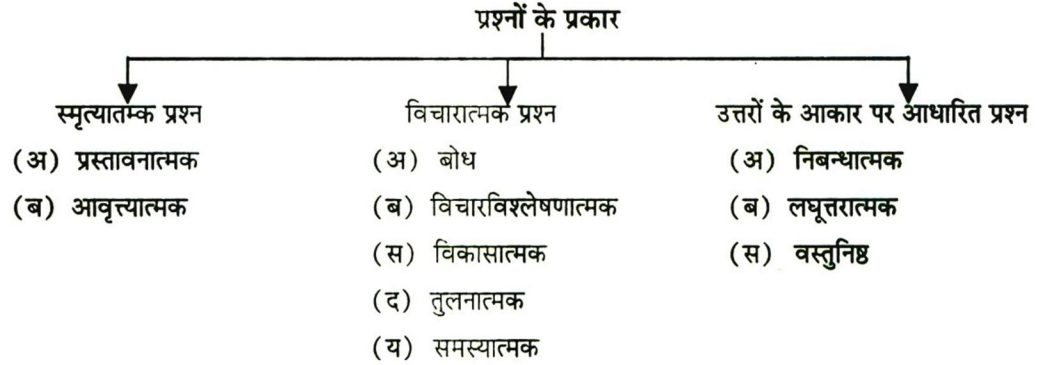 प्रश्नों के प्रकार
स्मृत्यातम्क प्रश्न
(अ) प्रस्तावनात्मक
(ब) आवृत्त्यात्मक
विचारात्मक प्रश्न
(अ) बोध
(ब) विचारविश्लेषणात्मक
(स) विकासात्मक
(द) तुलनात्मक
(य) समस्यात्मक
उत्तरों के आकार पर आधारित प्रश्न
(अ) निबन्धात्मक
(ब) लघूत्तरात्मक
(स) वस्तुनिष्ठ